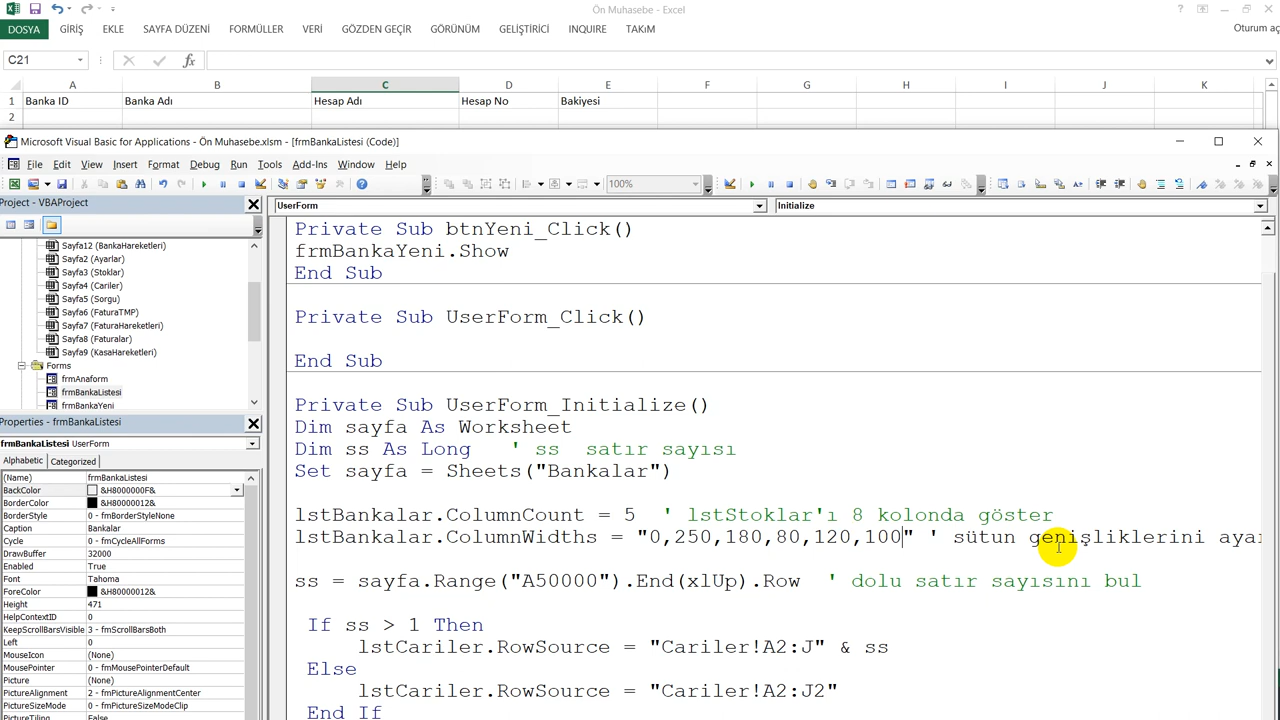 Ön Muhasebe - Excel
Oturum aç
DOSYA GİRİŞ EKLE SAYFA DÜZENİ FORMÜLLER VERİ GÖZDEN GEÇİR GÖRÜNÜM GELİŞTİRİCİ INQUIRE TAKıM
C21
fx
A B C D E F G H I J K
1 Banka ID Banka Adı Hesap Adı Hesap No Bakiyesi
2
Microsoft Visual Basic for Applications - Ön Muhasebe.xlsm - [frmBankaListesi (Code)]
File Edit View Insert Format Debug Run Tools Add-Ins Window Help
100%
Project - VBAProject
Sayfa12 (BankaHareketleri)
Sayfa2 (Ayarlar)
Sayfa3 (Stoklar)
Sayfa4 (Cariler)
Sayfa5 (Sorgu)
Sayfa6 (FaturaTMP)
Sayfa7 (FaturaHareketleri)
Sayfa8 (Faturalar)
Sayfa9 (KasaHareketleri)
Forms
frmAnaform
frmBankaListesi
frmBankaYeni
Properties - frmBankaListesi
frmBankaListesi UserForm
Alphabetic Categorized
(Name) frmBankaListesi
BackColor &H8000000F&
BorderColor &H80000012&
BorderStyle 0 - fmBorderStyleNone
Caption Bankalar
Cycle 0 - fmCycleAllForms
DrawBuffer 32000
Enabled True
Font Tahoma
ForeColor &H80000012&
Height 471
HelpContextID 0
KeepScrollBarsVisible 3 - fmScrollBarsBoth
Left 0
MouseIcon (None)
MousePointer 0 - fmMousePointerDefault
Picture (None)
PictureAlignment 2 - fmPictureAlignmentCenter
PictureSizeMode 0 - fmPictureSizeModeClip
PictureTiling False
UserForm Initialize
Private Sub btnYeni_Click()
frmBankaYeni.Show
End Sub
Private Sub UserForm_Click()
End Sub
Private Sub UserForm_Initialize()
Dim sayfa As Worksheet
Dim ss As Long ' ss satır sayısı
Set sayfa = Sheets("Bankalar")
lstBankalar.ColumnCount = 5 ' lstStoklar'ı 8 kolonda göster
lstBankalar.ColumnWidths = "0,250,180,80,120,100" ' sütun genişliklerini ayar
ss = sayfa.Range("A50000").End(xlUp).Row ' dolu satır sayısını bul
If ss > 1 Then
lstCariler.RowSource = "Cariler!A2:J" & ss
Else
lstCariler.RowSource = "Cariler!A2:J2"
End If